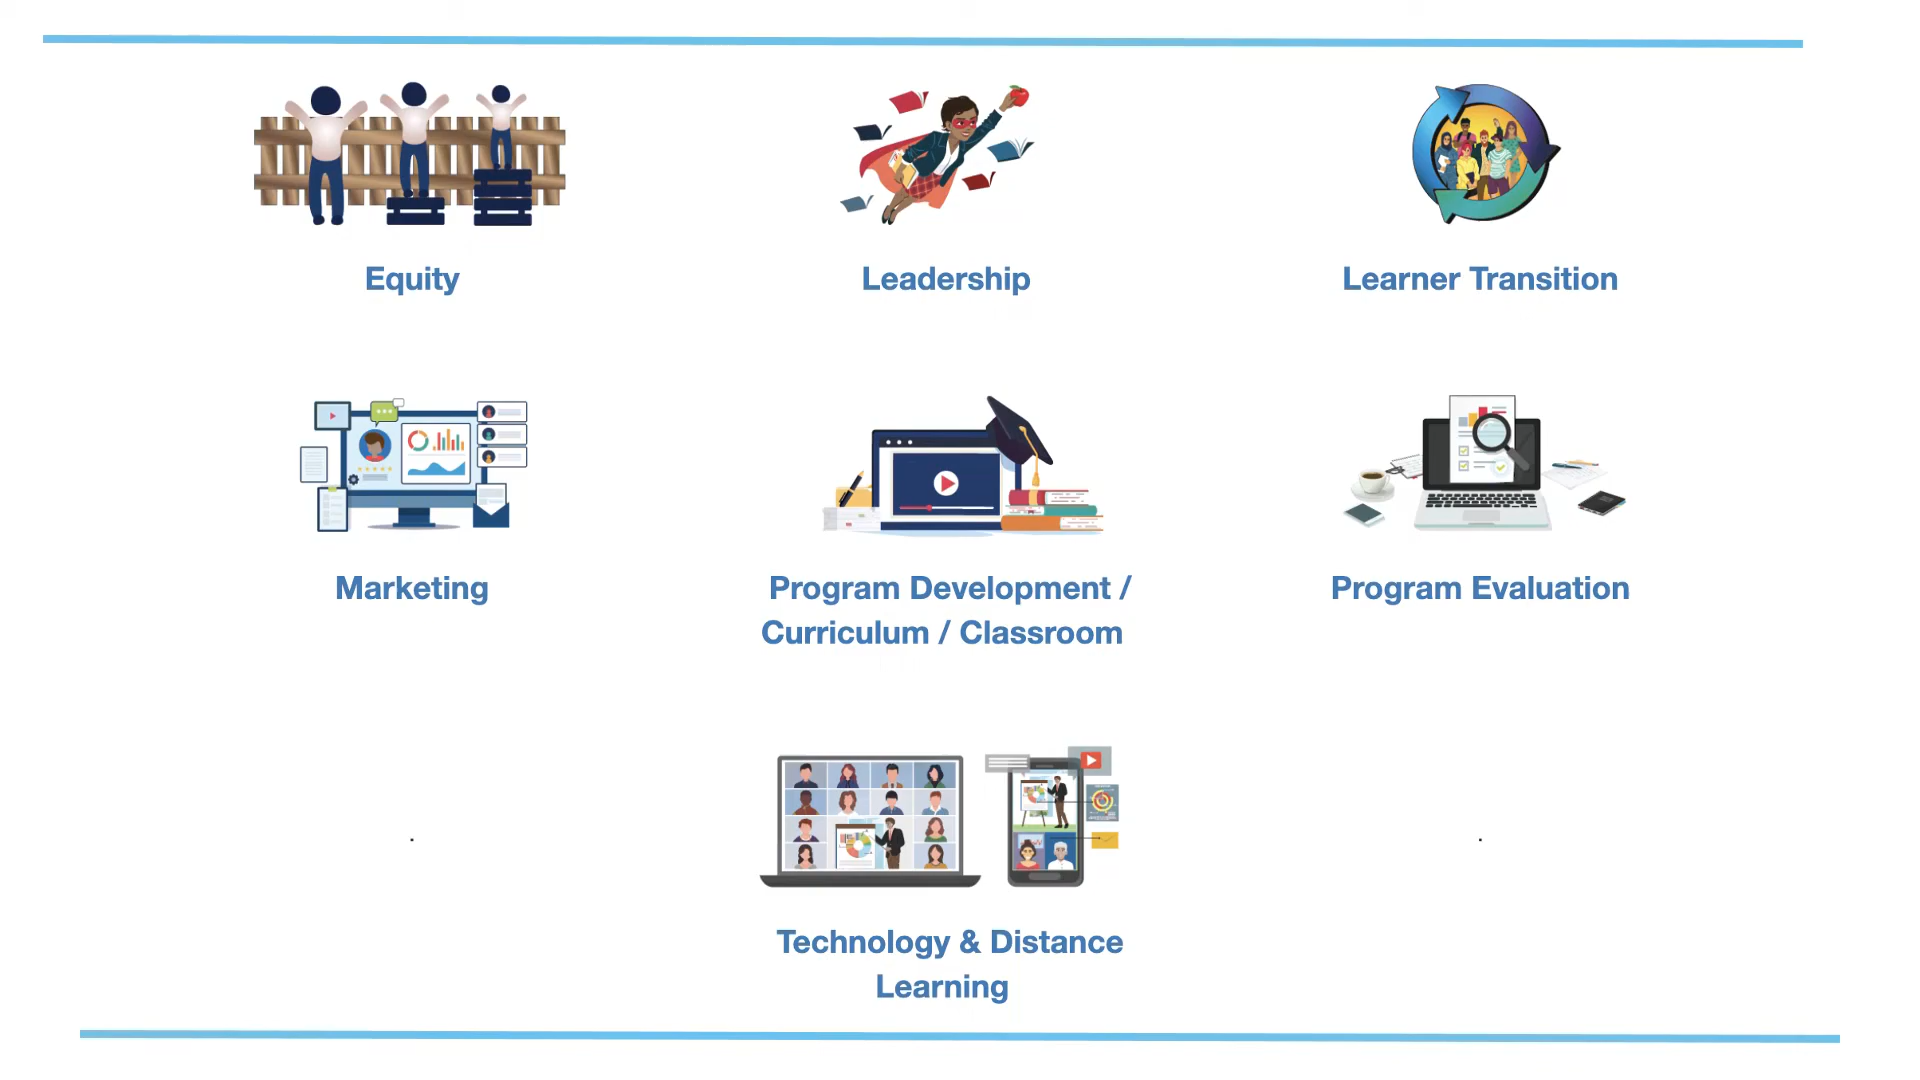 Equity
Leadership
Learner Transition
Marketing
Program Development /
Curriculum / Classroom
Program Evaluation
.
.
Technology & Distance
Learning